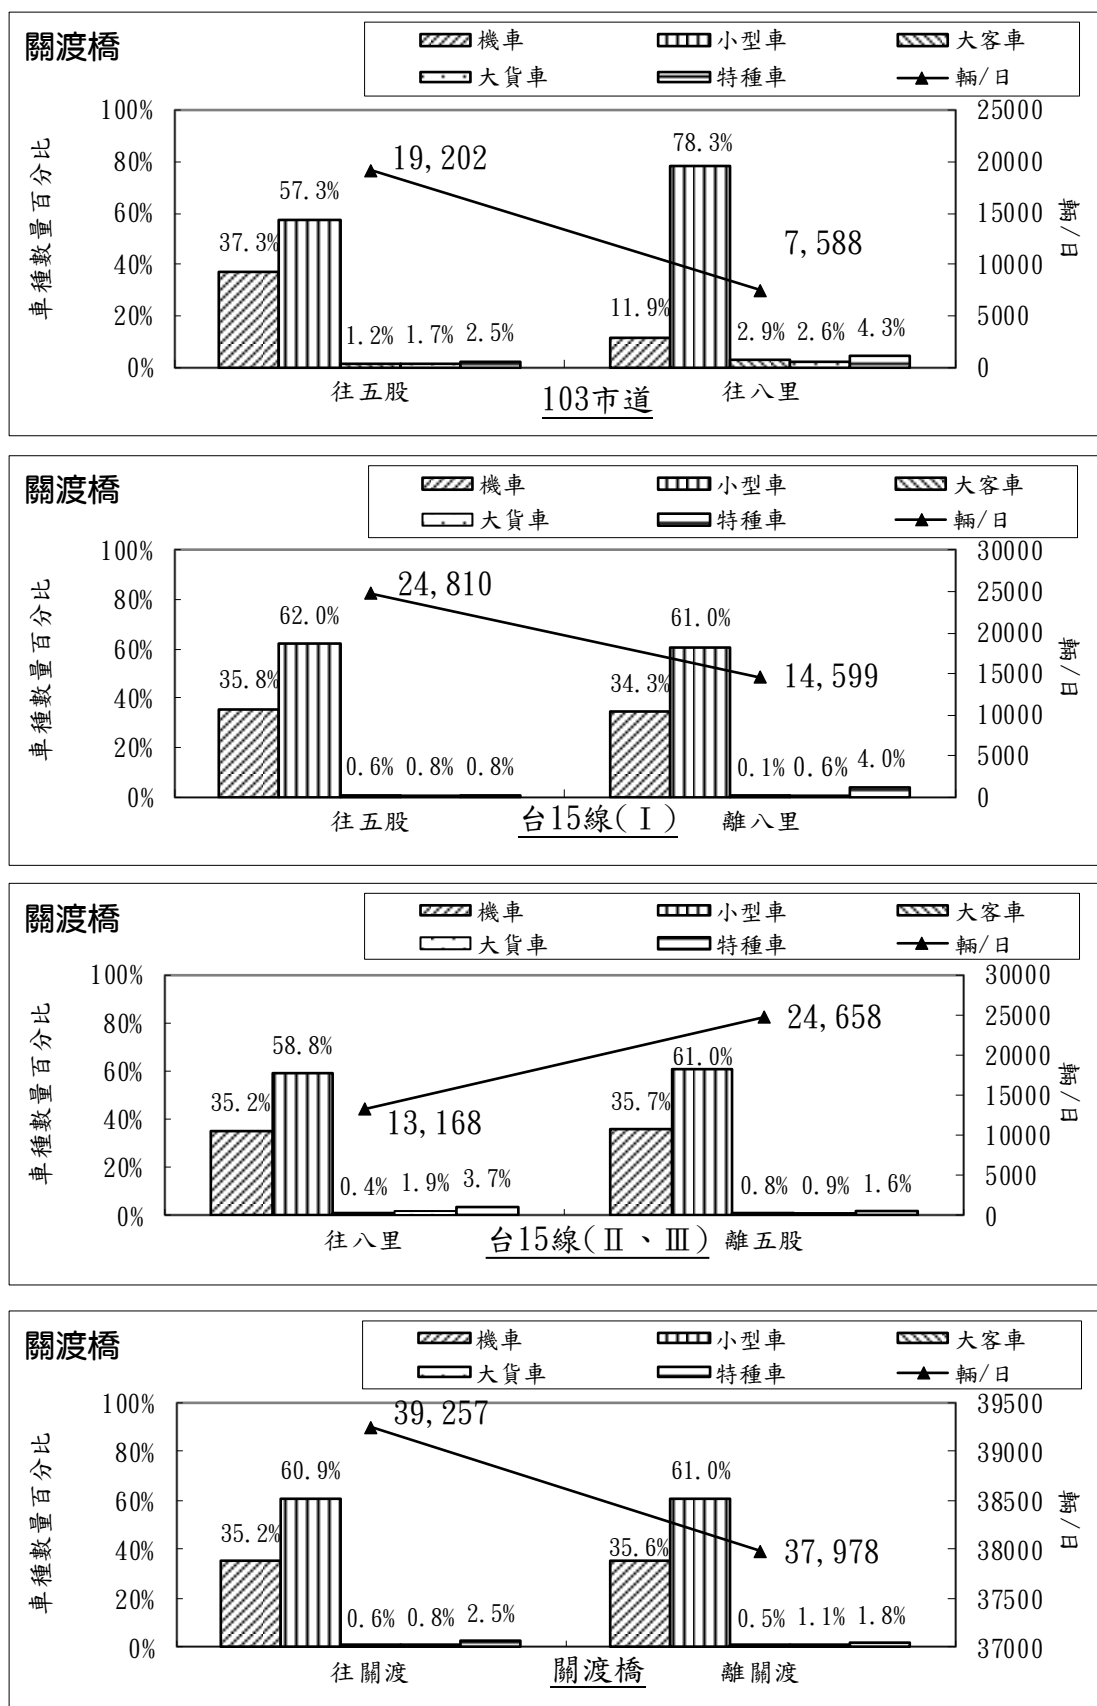 關渡橋
機車 小型車 大客車
大貨車 特種車 輛/日
車種數量百分比
輛/日
100% 25000
80% 20000
60% 15000
40% 10000
20% 5000
0% 0
19,202 78.3%
57.3%
37.3% 7,588
11.9%
1.2% 1.7% 2.5% 2.9% 2.6% 4.3%
往五股 103市道 往八里
關渡橋
機車 小型車 大客車
大貨車 特種車 輛/日
車種數量百分比
輛/日
100% 30000
25000
80% 20000
60% 15000
40% 10000
20% 5000
0% 0
24,810
62.0% 61.0%
35.8% 34.3% 14,599
0.6% 0.8% 0.8% 0.1% 0.6% 4.0%
往五股 台15線(Ⅰ) 離八里
關渡橋
機車 小型車 大客車
大貨車 特種車 輛/日
車種數量百分比
輛/日
100% 30000
80% 25000
20000
60% 15000
40% 10000
20% 5000
0% 0
24,658
58.8% 61.0%
35.2% 13,168 35.7%
0.4% 1.9% 3.7% 0.8% 0.9% 1.6%
往八里 台15線(Ⅱ、Ⅲ) 離五股
關渡橋
機車 小型車 大客車
大貨車 特種車 輛/日
車種數量百分比
輛/日
100% 39500
80% 39000
60% 38500
40% 38000
20% 37500
0% 37000
39,257
60.9% 61.0%
35.2% 35.6% 37,978
0.6% 0.8% 2.5% 0.5% 1.1% 1.8%
往關渡 關渡橋 離關渡